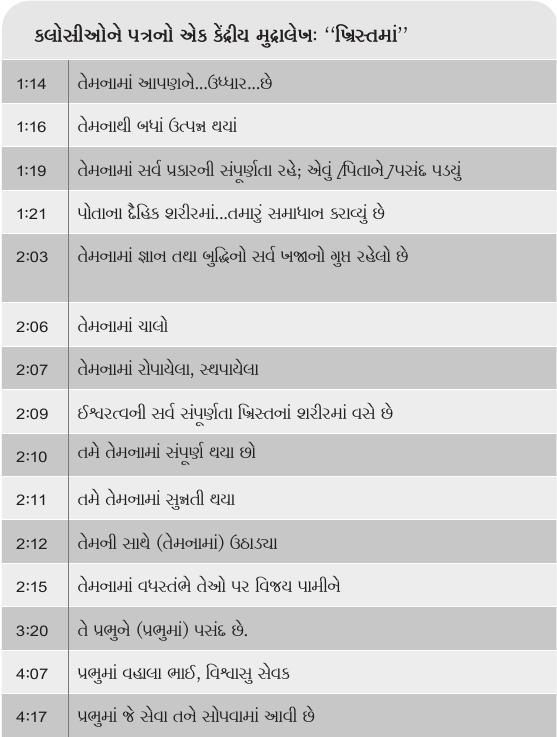 કલોસીઓને પત્રનો એક કેંદ્રીય મુદ્રાલેખઃ ‘‘ખ્રિસ્તમાં’’
1:14 તેમનામાં આપણને...ઉધ્ધાર...છે
1:16 તેમનાથી બધાં ઉત્પન્ન થયાં
1:19 તેમનામાં સર્વ પ્રકારની સંપૂર્ણતા રહે; એવું [પિતાને] પસંદ પડયું
1:21 પોતાના દૈહિક શરીરમાં...તમારું સમાધાન કરાવ્યું છે
2:03 તેમનામાં જ્ઞાન તથા બુદ્ધિનો સર્વ ખજાનો ગુપ્ત રહેલો છે
2:06 તેમનામાં ચાલો
2:07 તેમનામાં રોપાયેલા, સ્થપાયેલા
2:09 ઈશ્વરત્વની સર્વ સંપૂર્ણતા ખ્રિસ્તનાં શરીરમાં વસે છે
2:10 તમે તેમનામાં સંપૂર્ણ થયા છો
2:11 તમે તેમનામાં સુન્નતી થયા
2:12 તેમની સાથે (તેમનામાં) ઉઠાડ્યા
2:15 તેમનામાં વધસ્તંભે તેઓ પર વિજય પામીને
3:20 તે પ્રભુને (પ્રભુમાં) પસંદ છે.
4:07 પ્રભુમાં વહાલા ભાઈ, વિશ્વાસુ સેવક
4:17 પ્રભુમાં જે સેવા તને સોપવામાં આવી છે